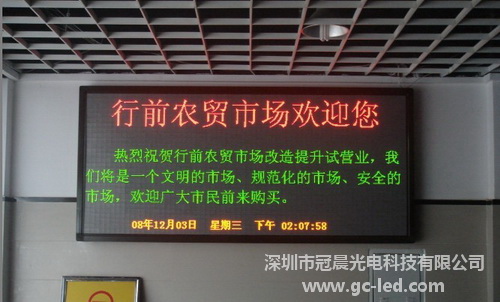 行前农贸市场欢迎您
热烈祝贺行前农贸市场改造提升试营业，我
们将是一个文明的市场、规范化的市场、安全的
市场，欢迎广大市民前来购买。
08年12月03日 星期三 下午 02:07:58
深圳市冠晨光电科技有限公司
www.gc-led.com